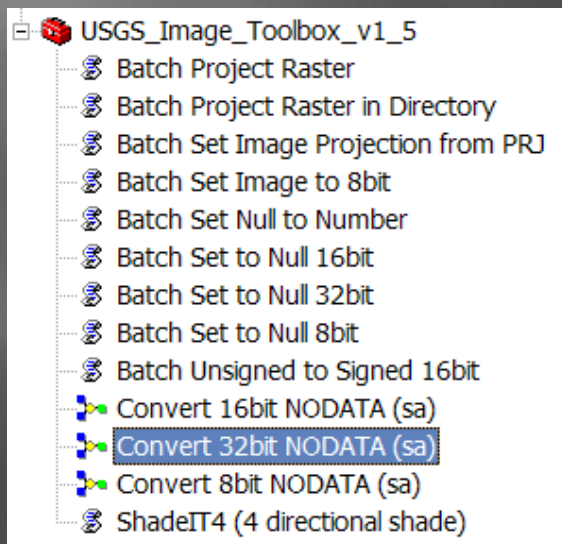 USGS_Image_Toolbox_v1_5
Batch Project Raster
Batch Project Raster in Directory
Batch Set Image Projection from PRJ
Batch Set Image to 8bit
Batch Set Null to Number
Batch Set to Null 16bit
Batch Set to Null 32bit
Batch Set to Null 8bit
Batch Unsigned to Signed 16bit
Convert 16bit NODATA (sa)
Convert 32bit NODATA (sa)
Convert 8bit NODATA (sa)
ShadeIT4 (4 directional shade)